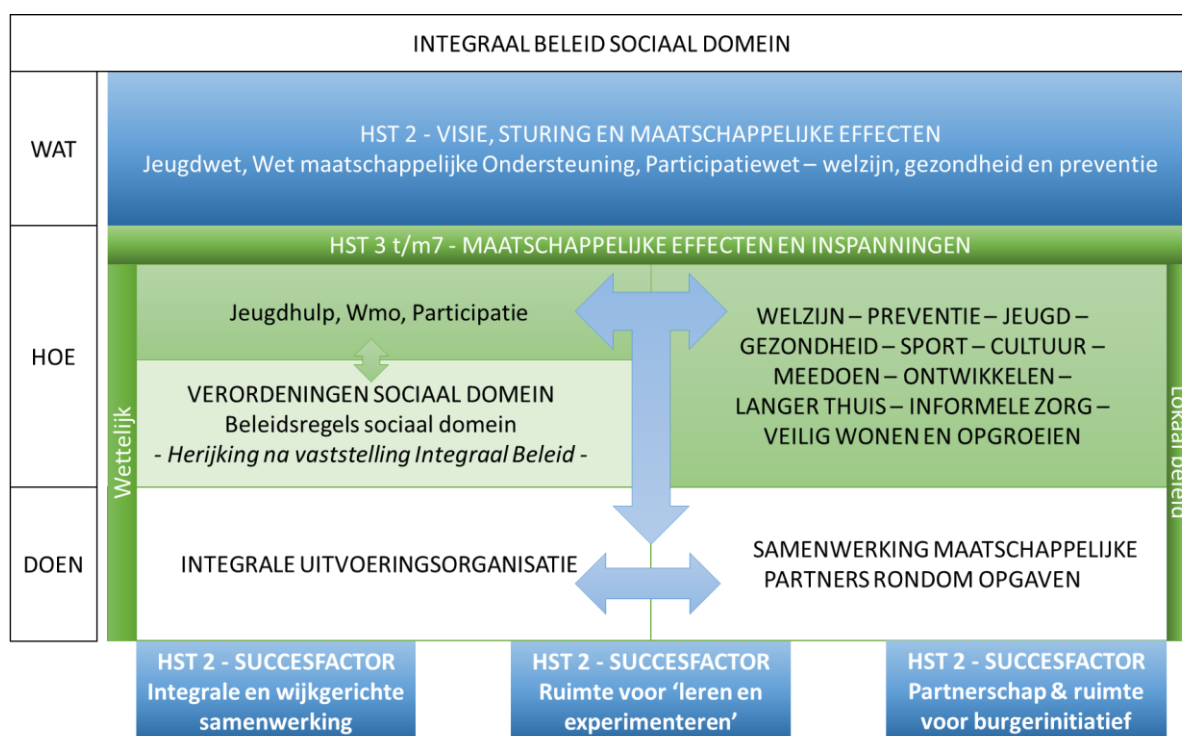 INTEGRAAL BELEID SOCIAAL DOMEIN
WAT
HST 2 - VISIE, STURING EN MAATSCHAPPELIJKE EFFECTEN
Jeugdwet, Wet maatschappelijke Ondersteuning, Participatiewet – welzijn, gezondheid en preventie
HST 3 t/m7 - MAATSCHAPPELIJKE EFFECTEN EN INSPANNINGEN
HOE
Wettelijk
Jeugdhulp, Wmo, Participatie
VERORDENINGEN SOCIAAL DOMEIN
Beleidsregels sociaal domein
- Herijking na vaststelling Integraal Beleid -
WELZIJN – PREVENTIE – JEUGD –
GEZONDHEID – SPORT – CULTUUR –
MEEDOEN – ONTWIKKELEN –
LANGER THUIS – INFORMELE ZORG –
VEILIG WONEN EN OPGROEIEN
Lokaal beleid
DOEN
INTEGRALE UITVOERINGSORGANISATIE
SAMENWERKING MAATSCHAPPELIJKE
PARTNERS RONDOM OPGAVEN
HST 2 - SUCCESFACTOR
Integrale en wijkgerichte
samenwerking
HST 2 - SUCCESFACTOR
Ruimte voor ‘leren en
experimenteren’
HST 2 - SUCCESFACTOR
Partnerschap & ruimte
voor burgerinitiatief